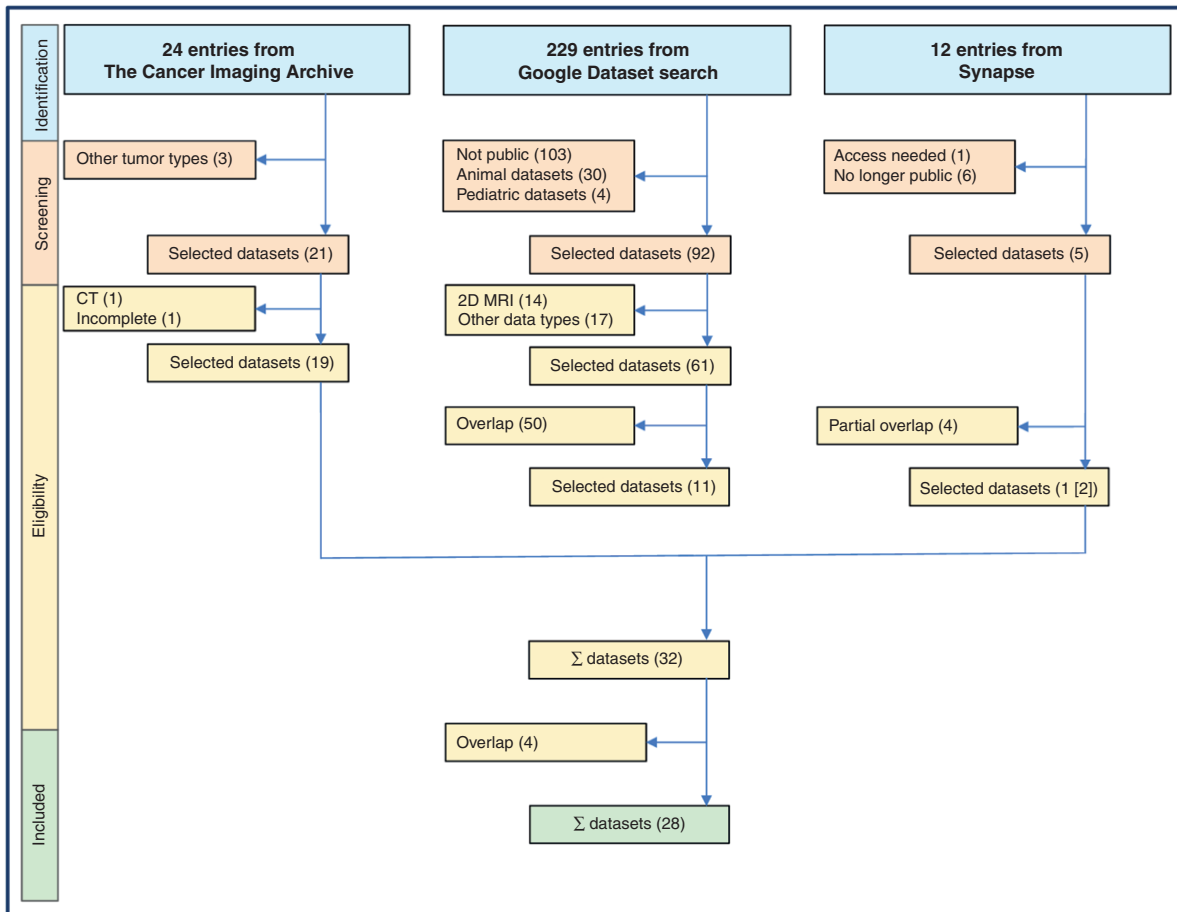 Identification
24 entries from
The Cancer Imaging Archive
229 entries from
Google Dataset search
12 entries from
Synapse
Screening
Other tumor types (3)
Not public (103)
Animal datasets (30)
Pediatric datasets (4)
Access needed (1)
No longer public (6)
Selected datasets (21)
Selected datasets (92)
Selected datasets (5)
Eligibility
CT (1)
Incomplete (1)
2D MRI (14)
Other data types (17)
Selected datasets (19)
Selected datasets (61)
Overlap (50)
Partial overlap (4)
Selected datasets (11)
Selected datasets (1 [2])
∑ datasets (32)
Included
Overlap (4)
∑ datasets (28)